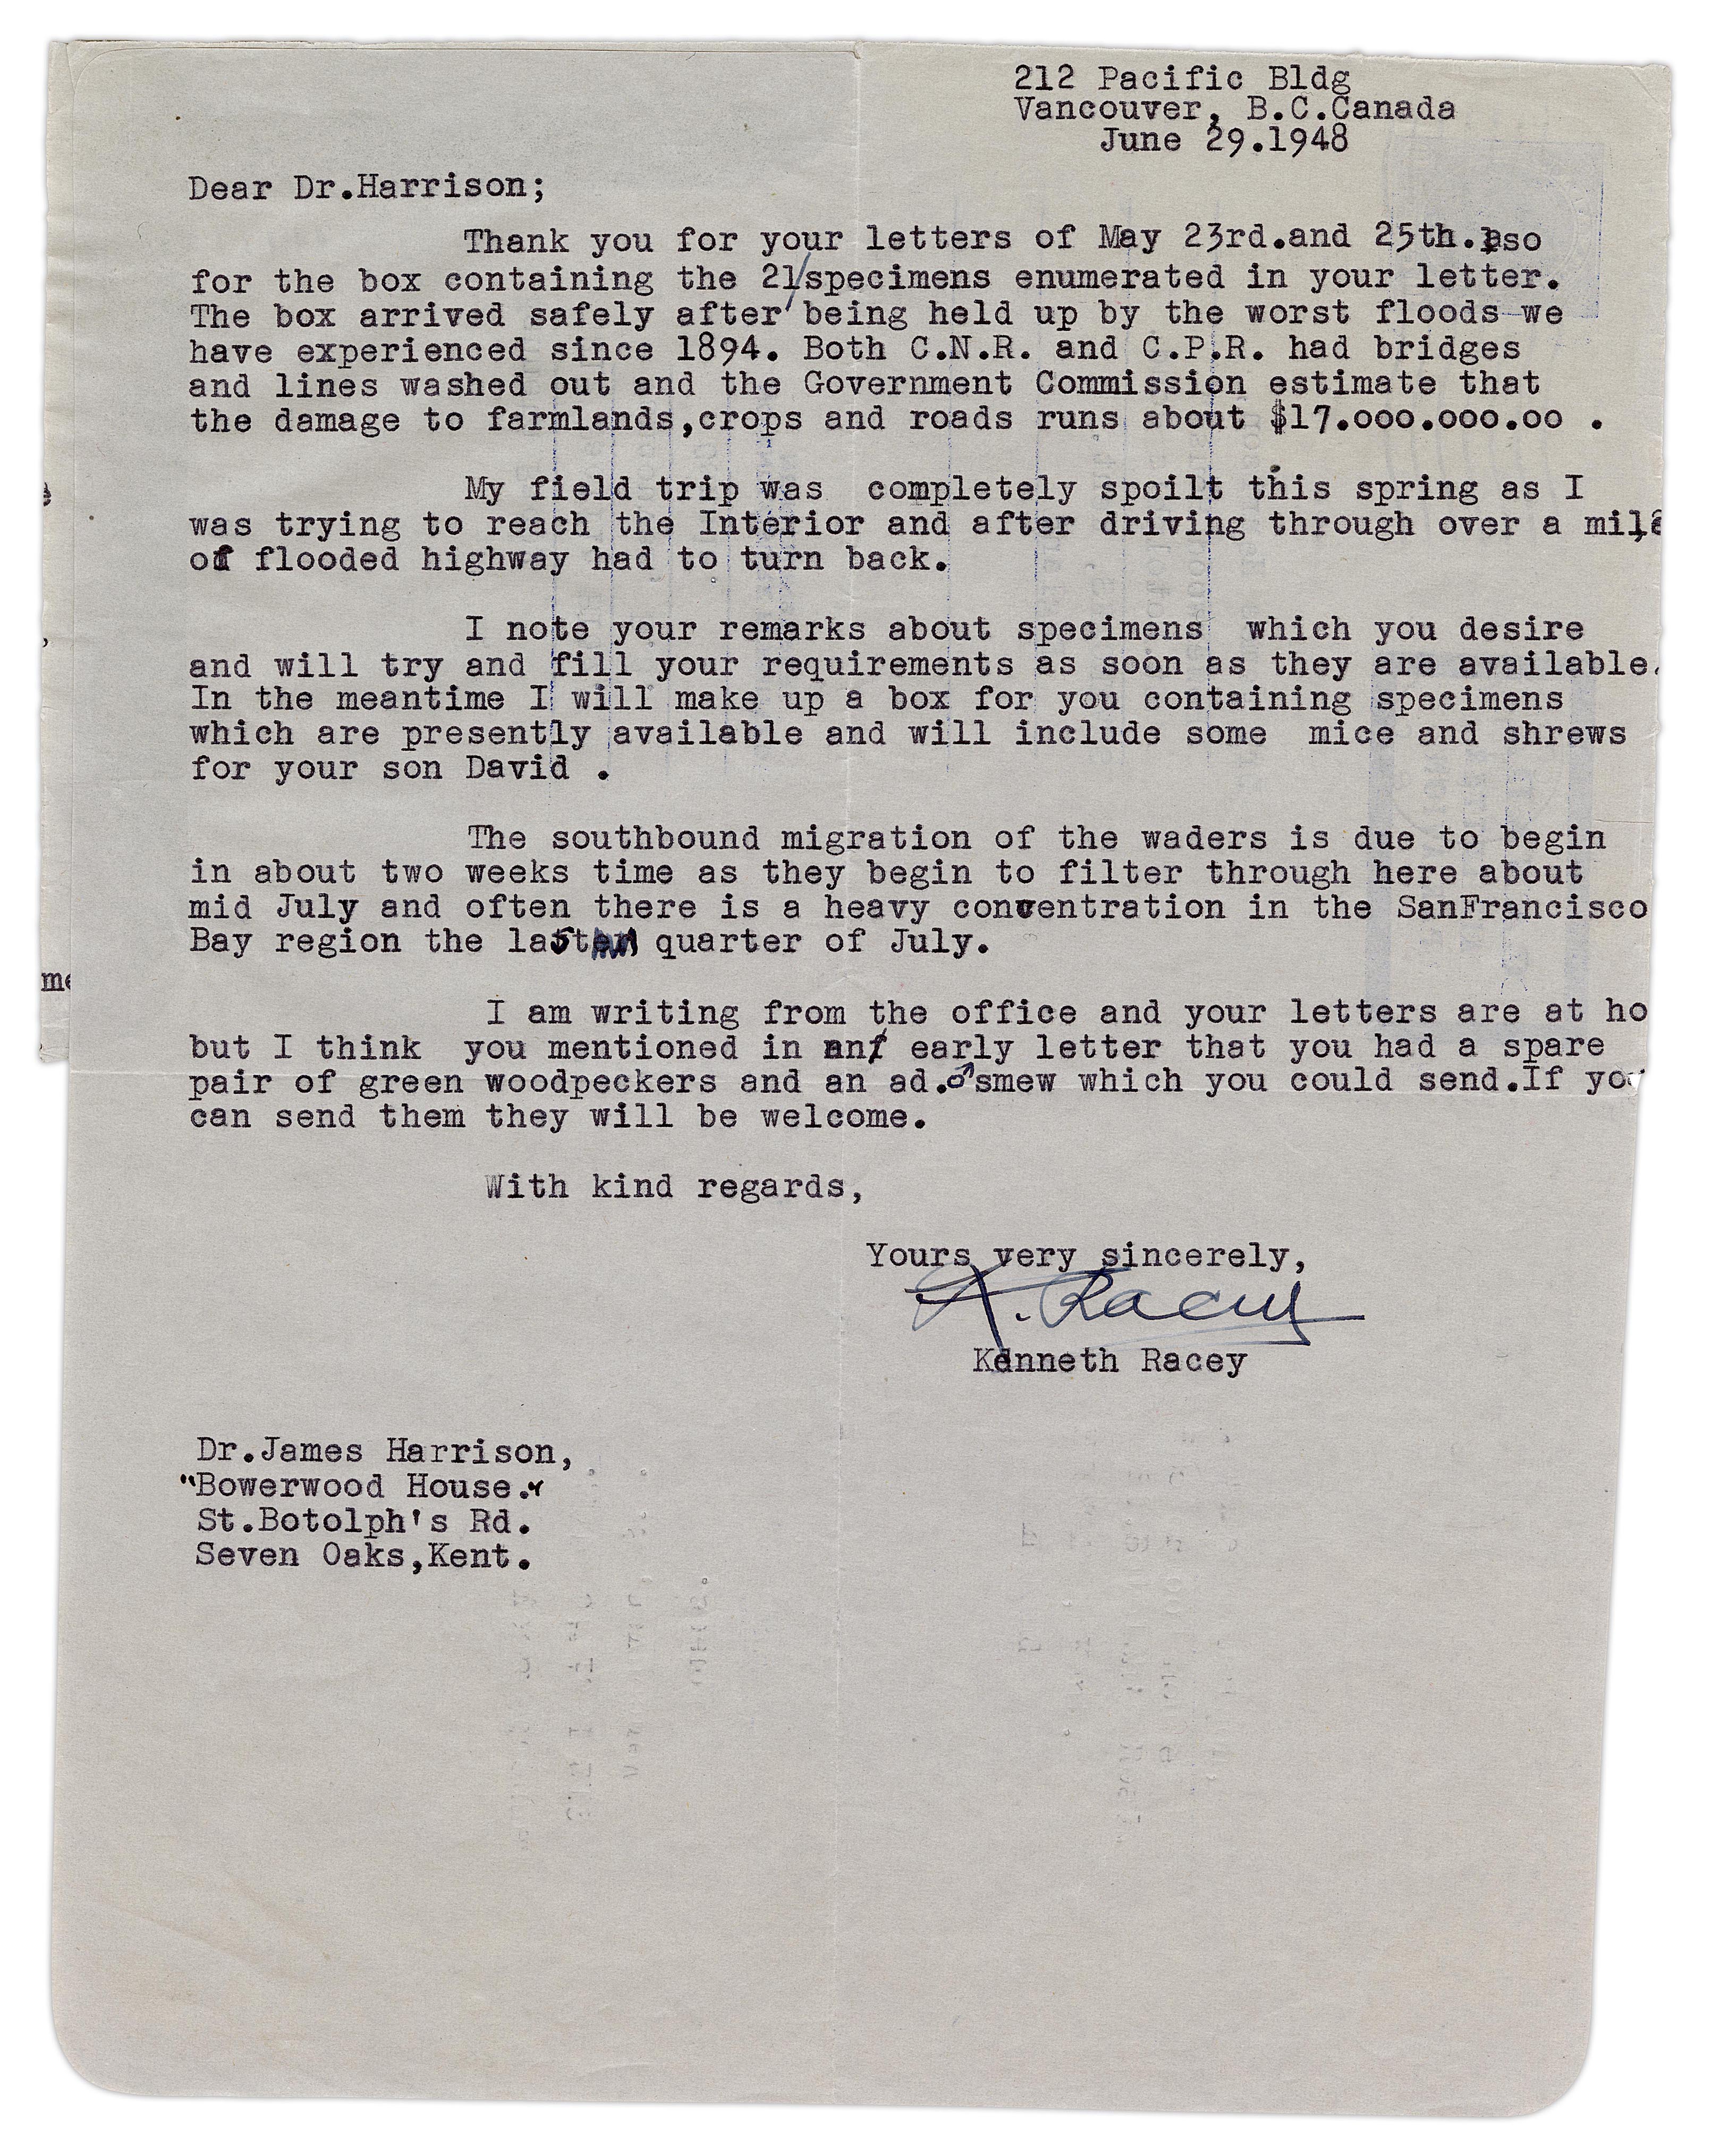 212 Pacific Bldg
Vancouver, B.C.Canada
June 29.1948
Dear Dr.Harrison;
Thank you for your letters of May 23rd.and 25th.
for the box containing the 21/specimens enumerated in your letter.
The box arrived safely after being held up by the worst floods we
have experienced since 1894. Both C.N.R. and C.P.R. had bridges
and lines washed out and the Government Commission estimate that
the damage to farmlands,crops and roads runs about $17.000.000.00 .
My field trip was completely spoilt this spring as I
was trying to reach the Interior and after driving through over a mile
of flooded highway had to turn back.
I note your remarks about specimens which you desire
and will try and fill your requirements as soon as they are available.
In the meantime I will make up a box for you containing specimens
which are presently available and will include some mice and shrews
for your son David .
The southbound migration of the waders is due to begin
in about two weeks time as they begin to filter through here about
mid July and often there is a heavy concentration in the SanFrancisco
Bay region the last quarter of July.
I am writing from the office and your letters are at ho
but I think you mentioned in an early letter that you had a spare
pair of green woodpeckers and an ad.♂smew which you could send.If you
can send them they will be welcome.
With kind regards,
Yours very sincerely,
K. Racey
Kenneth Racey
Dr.James Harrison,
"Bowerwood House."
St.Botolph's Rd.
Seven Oaks,Kent.
me